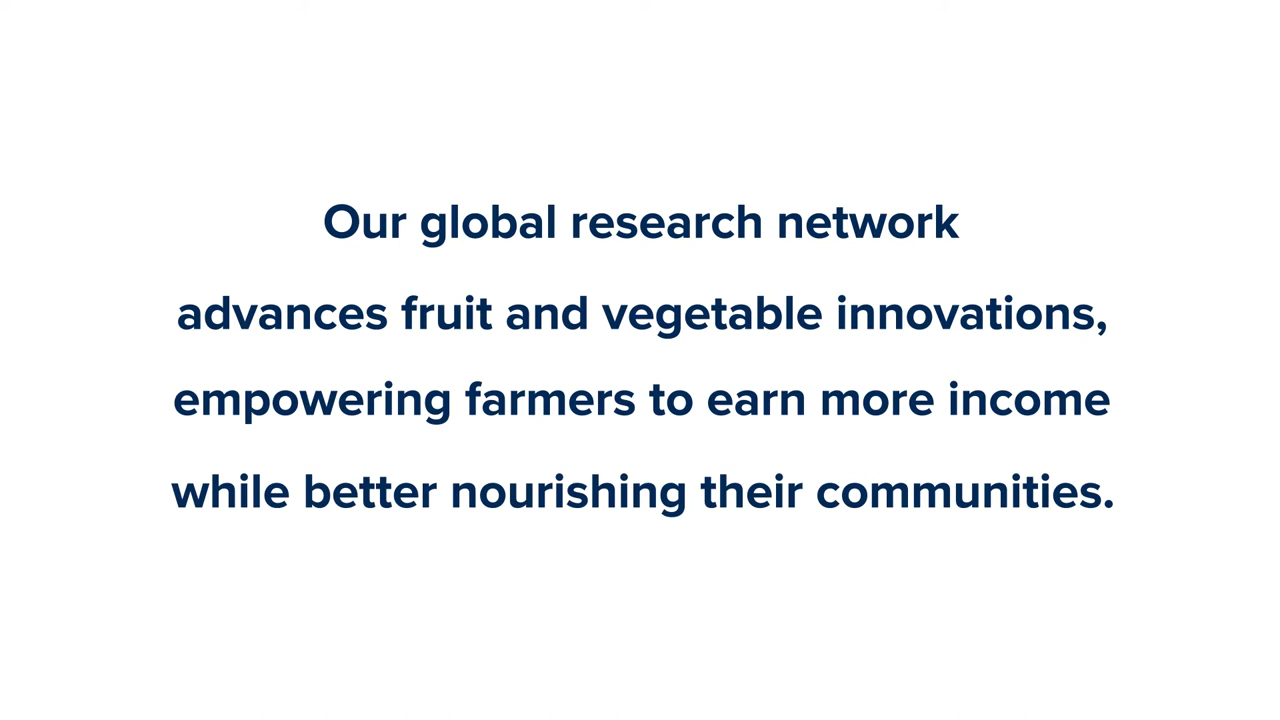 Our global research network
advances fruit and vegetable innovations,
empowering farmers to earn more income
while better nourishing their communities.